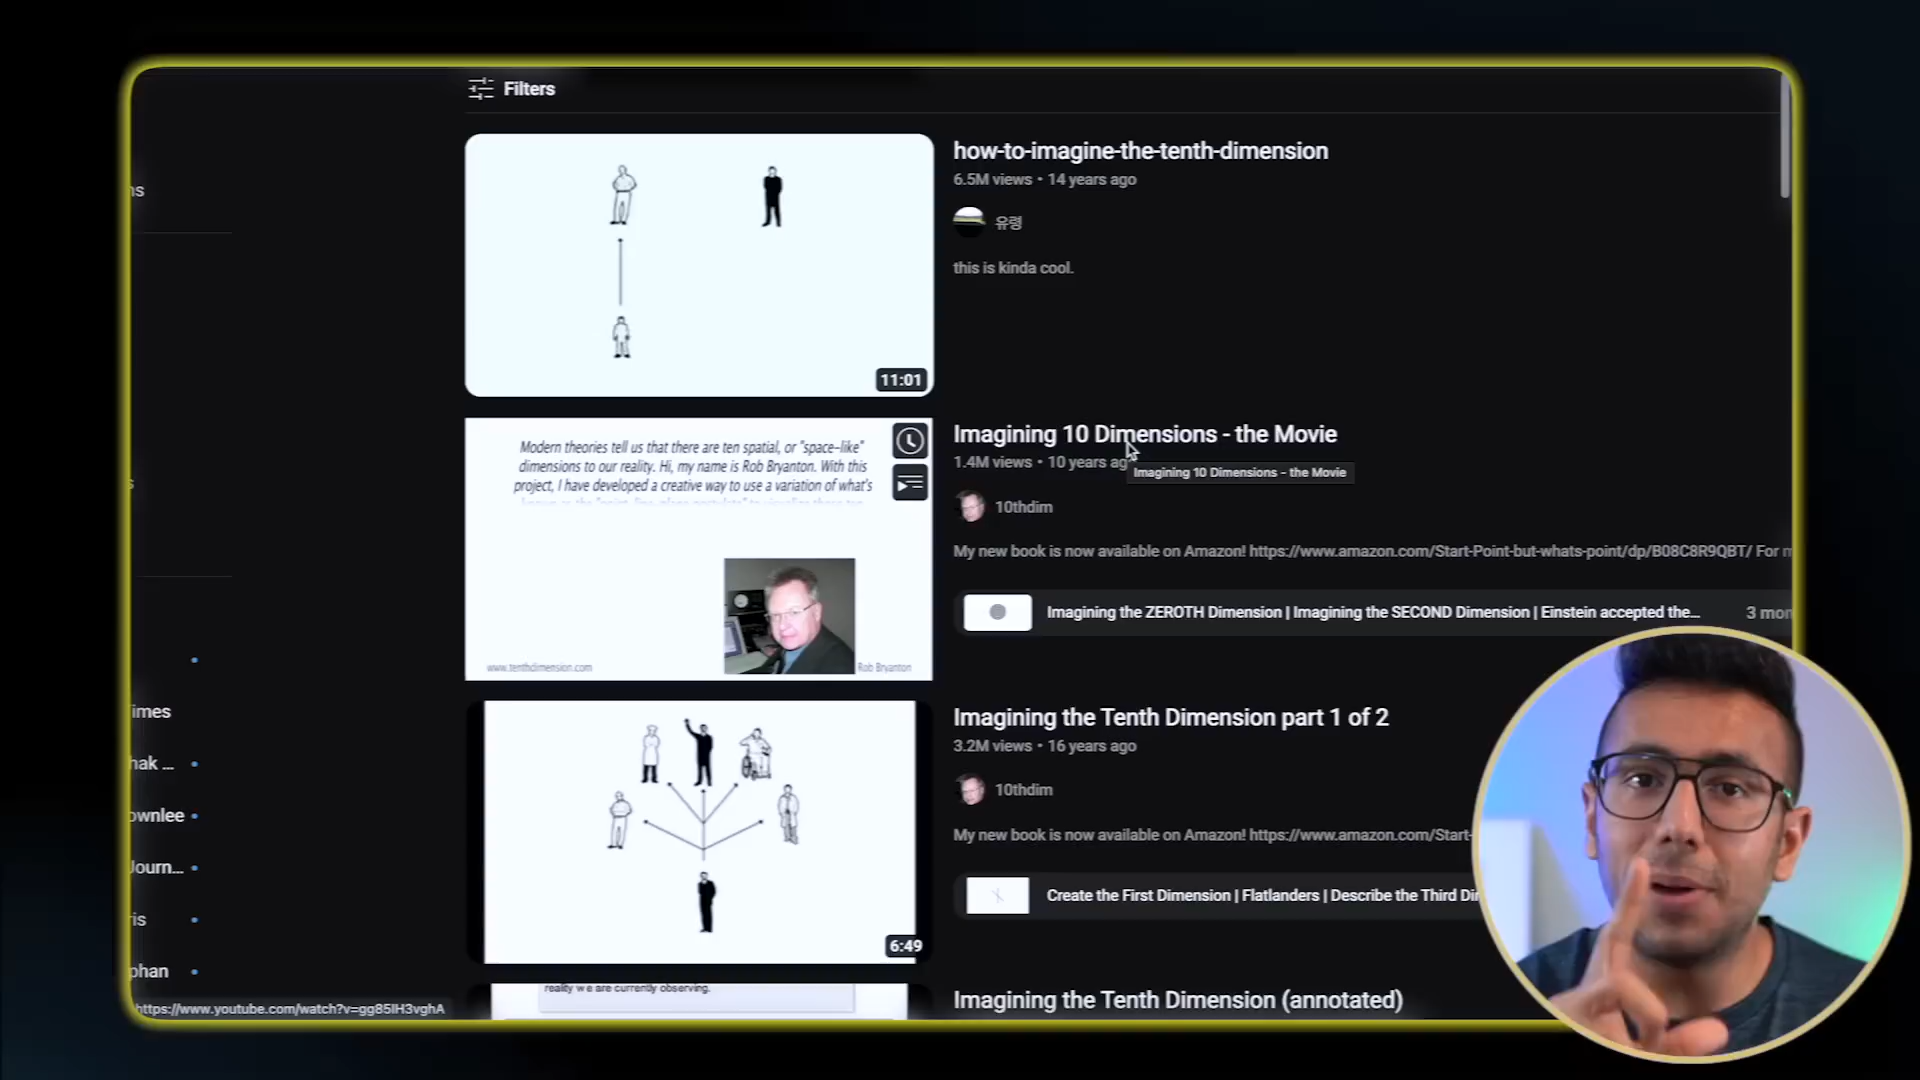 Filters
how-to-imagine-the-tenth-dimension
6.5M views • 14 years ago
유령
this is kinda cool.
11:01
Modern theories tell us that there are ten spatial, or "space-like"
dimensions to our reality. Hi, my name is Rob Bryanton. With this
project, I have developed a creative way to use a variation of what's
www.tenthdimension.com
Rob Bryanton
Imagining 10 Dimensions - the Movie
1.4M views • 10 years ag
Imagining 10 Dimensions - the Movie
10thdim
My new book is now available on Amazon! https://www.amazon.com/Start-Point-but-whats-point/dp/B08C8R9QBT/ For m
Imagining the ZEROTH Dimension | Imagining the SECOND Dimension | Einstein accepted the...
3 mon
Imagining the Tenth Dimension part 1 of 2
3.2M views • 16 years ago
10thdim
My new book is now available on Amazon! https://www.amazon.com/Start-
Create the First Dimension | Flatlanders | Describe the Third Di
6:49
reality we are currently observing.
Imagining the Tenth Dimension (annotated)
ns
s
imes
hak ...
ownlee
Journ...
ris
phan
https://www.youtube.com/watch?v=gg85IH3vghA